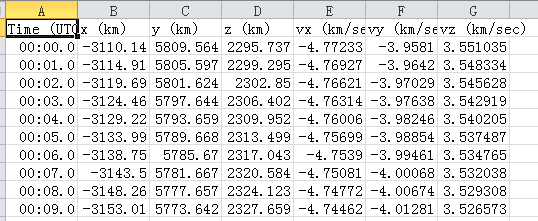 A B C D E F G
Time (UTC x (km) y (km) z (km) vx (km/se vy (km/se vz (km/sec)
00:00.0 -3110.14 5809.564 2295.737 -4.77233 -3.9581 3.551035
00:01.0 -3114.91 5805.597 2299.295 -4.76927 -3.9642 3.548334
00:02.0 -3119.69 5801.624 2302.85 -4.76621 -3.97029 3.545628
00:03.0 -3124.46 5797.644 2306.402 -4.76314 -3.97638 3.542919
00:04.0 -3129.22 5793.659 2309.952 -4.76006 -3.98246 3.540205
00:05.0 -3133.99 5789.668 2313.499 -4.75699 -3.98854 3.537487
00:06.0 -3138.75 5785.67 2317.043 -4.7539 -3.99461 3.534765
00:07.0 -3143.5 5781.667 2320.584 -4.75081 -4.00068 3.532038
00:08.0 -3148.26 5777.657 2324.123 -4.74772 -4.00674 3.529308
00:09.0 -3153.01 5773.642 2327.659 -4.74462 -4.01281 3.526573